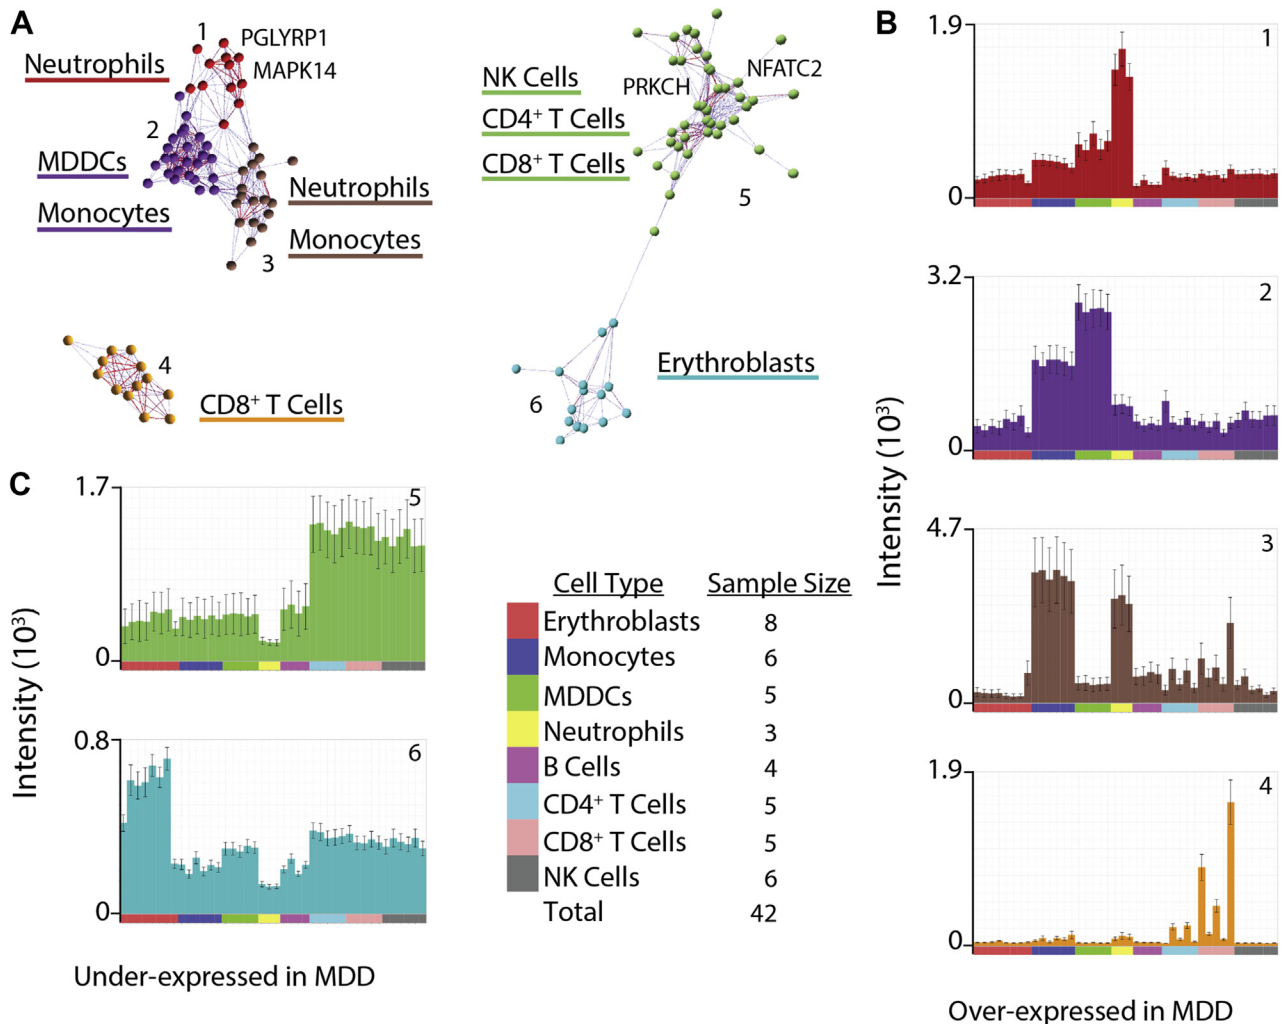 A
1
PGLYRP1
MAPK14
Neutrophils
2
MDDCs
Monocytes
Neutrophils
Monocytes
3
4
CD8+ T Cells
NK Cells
CD4+ T Cells
CD8+ T Cells
PRKCH
NFATC2
5
Erythroblasts
6
B
1.9
0
1
3.2
0
2
4.7
0
3
1.9
0
4
Intensity (10³)
Intensity (10³)
Over-expressed in MDD
C
1.7
0
5
0.8
0
6
Intensity (10³)
Under-expressed in MDD
Cell Type Sample Size
Erythroblasts 8
Monocytes 6
MDDCs 5
Neutrophils 3
B Cells 4
CD4+ T Cells 5
CD8+ T Cells 5
NK Cells 6
Total 42